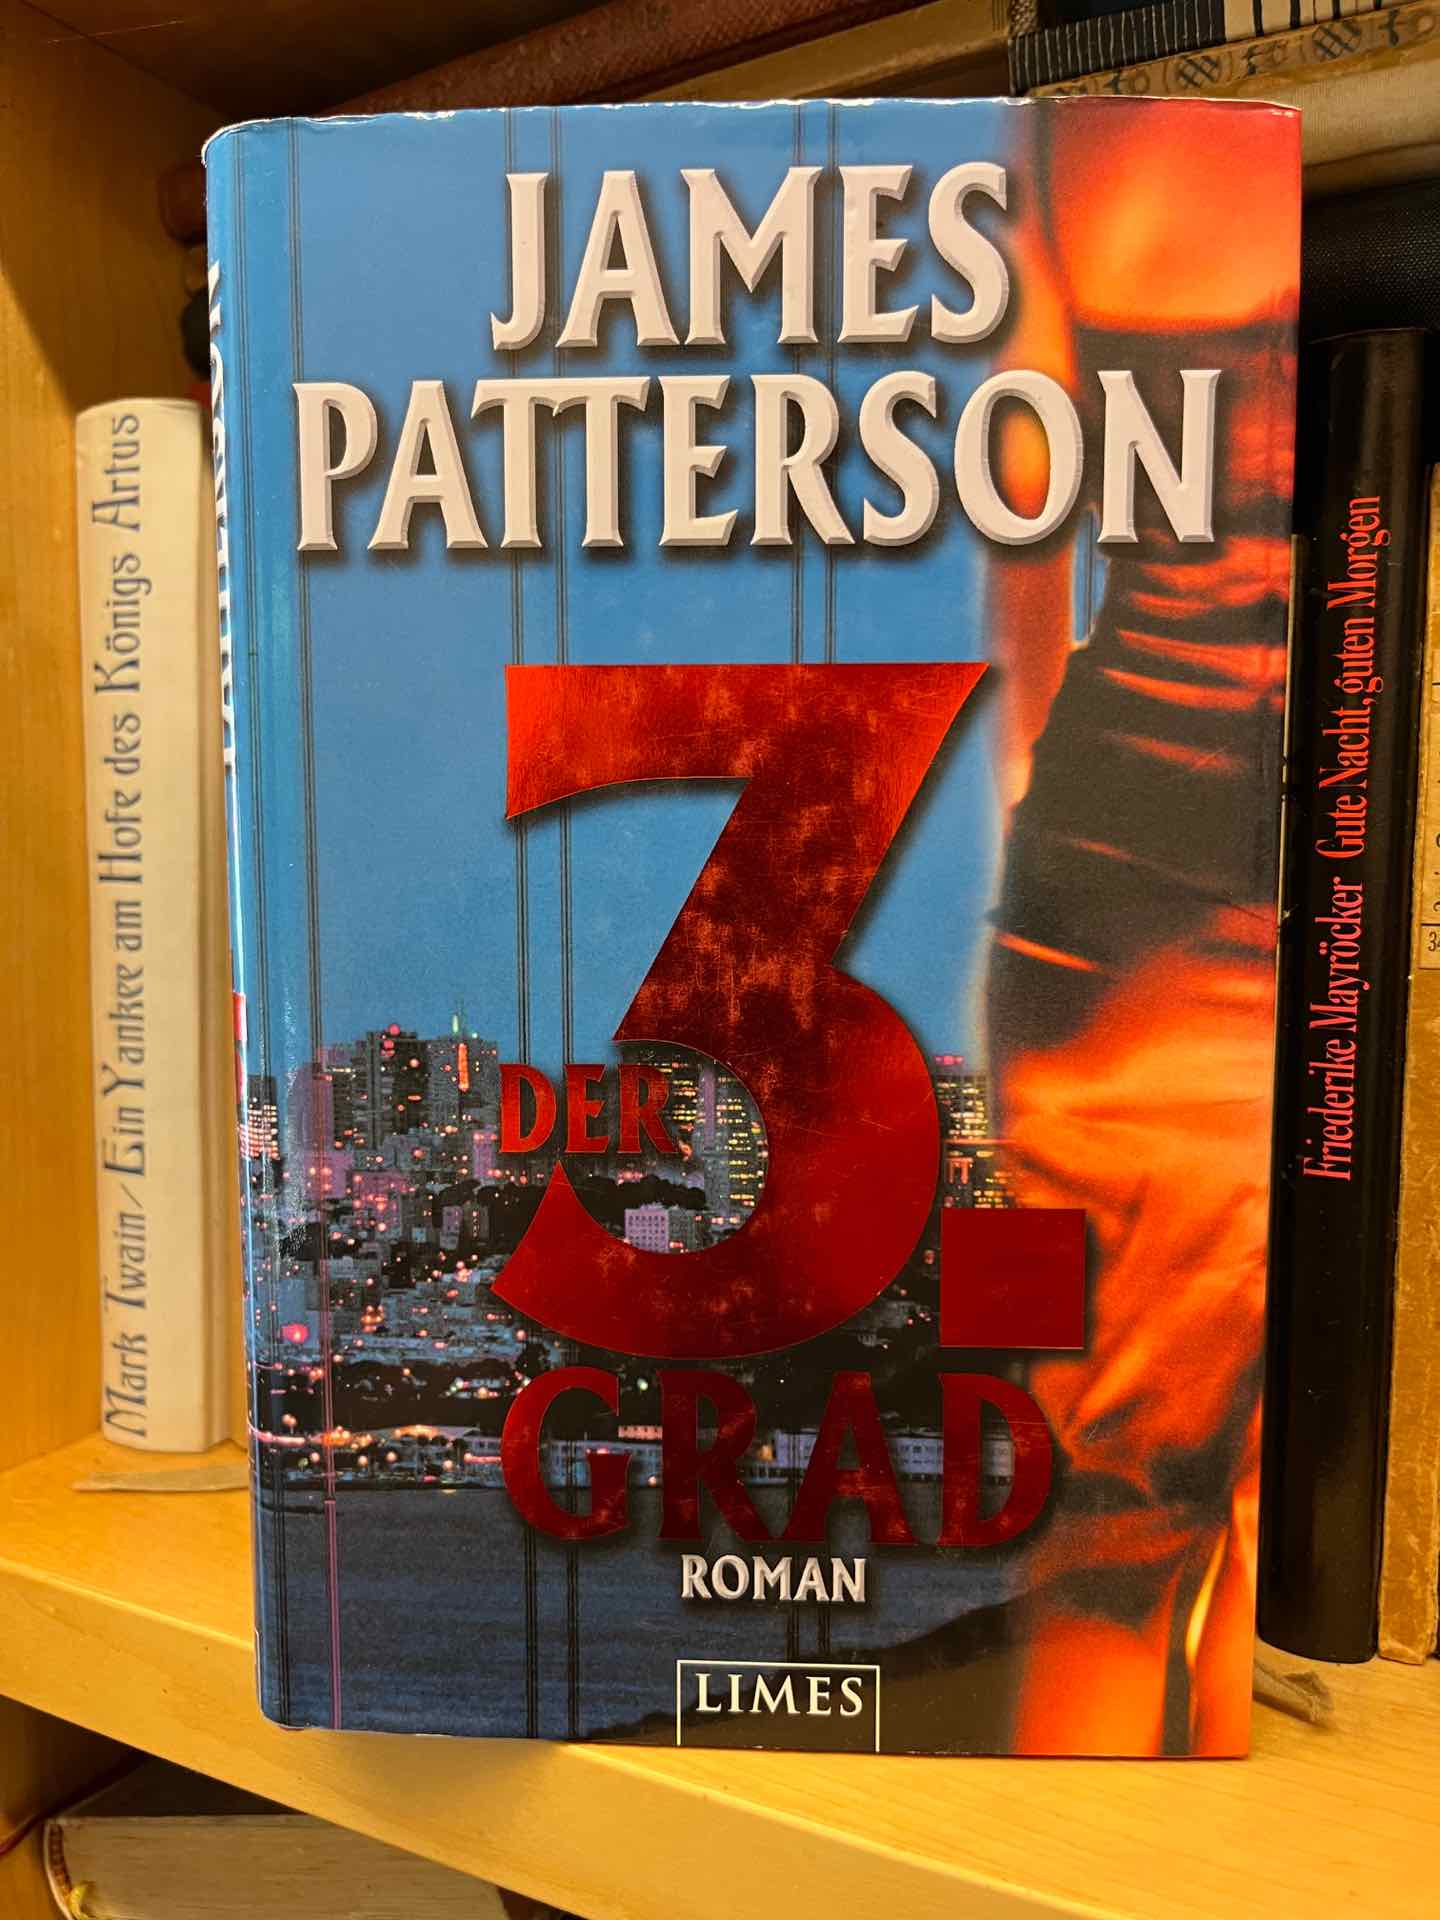 JAMES
PATTERSON
DER
3.
GRAD
ROMAN
LIMES
Mark Twain / Ein Yankee am Hofe des Königs Artus
Friederike Mayröcker Gute Nacht, guten Morgen